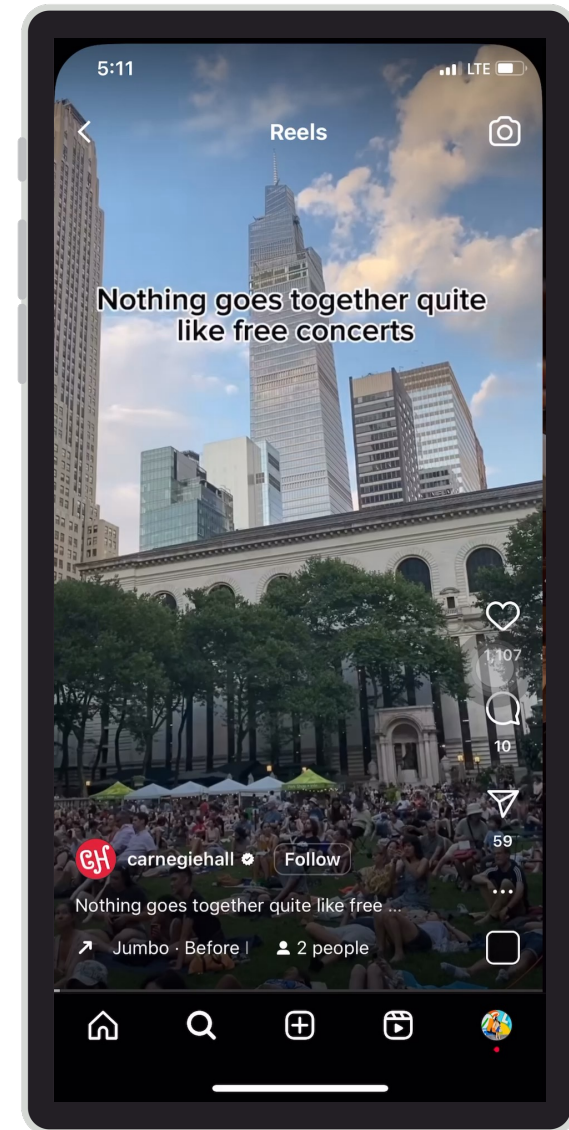 5:11
LTE
Reels
Nothing goes together quite
like free concerts
1,107
10
59
CH carnegiehall Follow
Nothing goes together quite like free ...
Jumbo · Before
2 people